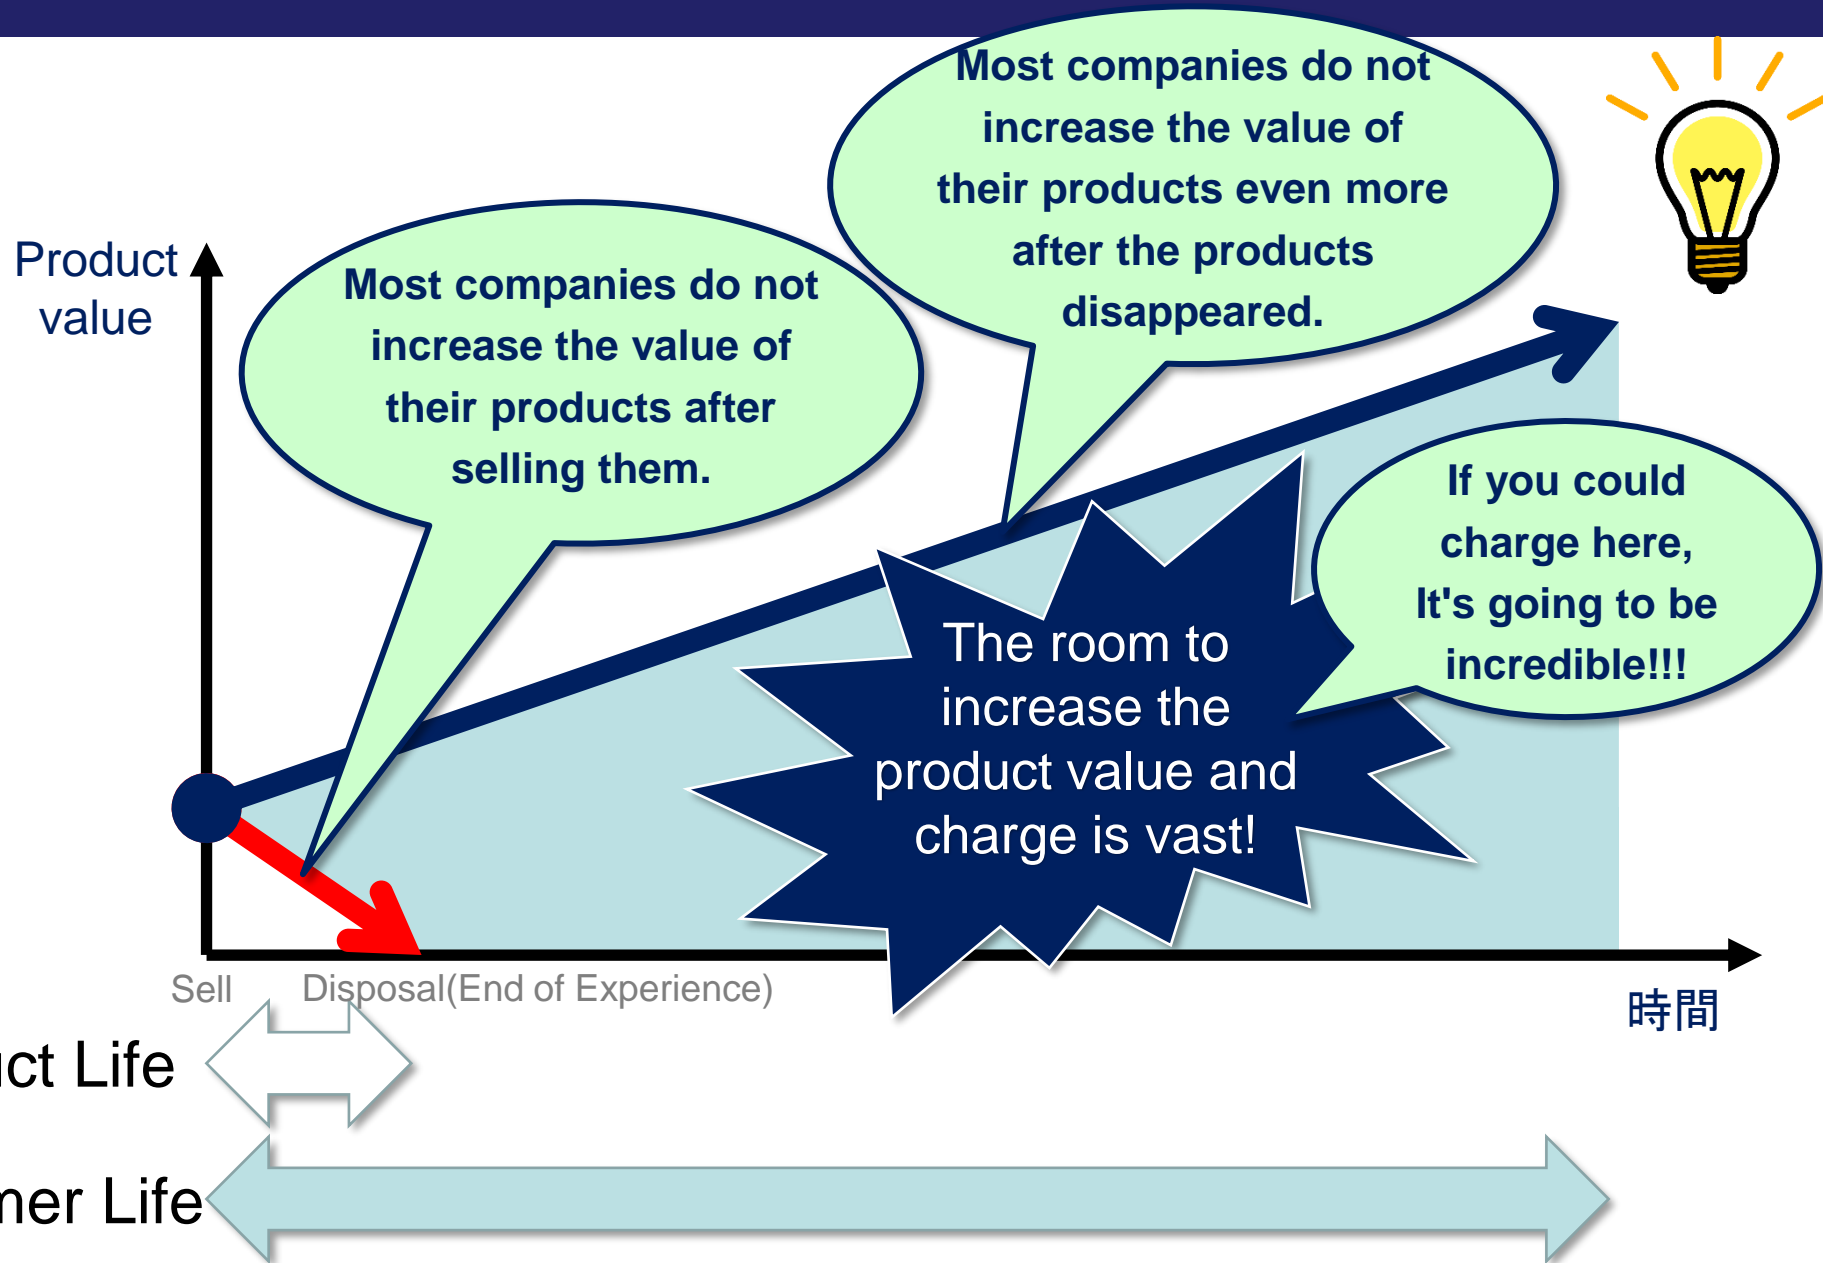 Most companies do not
increase the value of
their products even more
after the products
disappeared.
Product
value
Most companies do not
increase the value of
their products after
selling them.
If you could
charge here,
It's going to be
incredible!!!
The room to
increase the
product value and
charge is vast!
Sell
Disposal(End of Experience)
時間
uct Life
mer Life